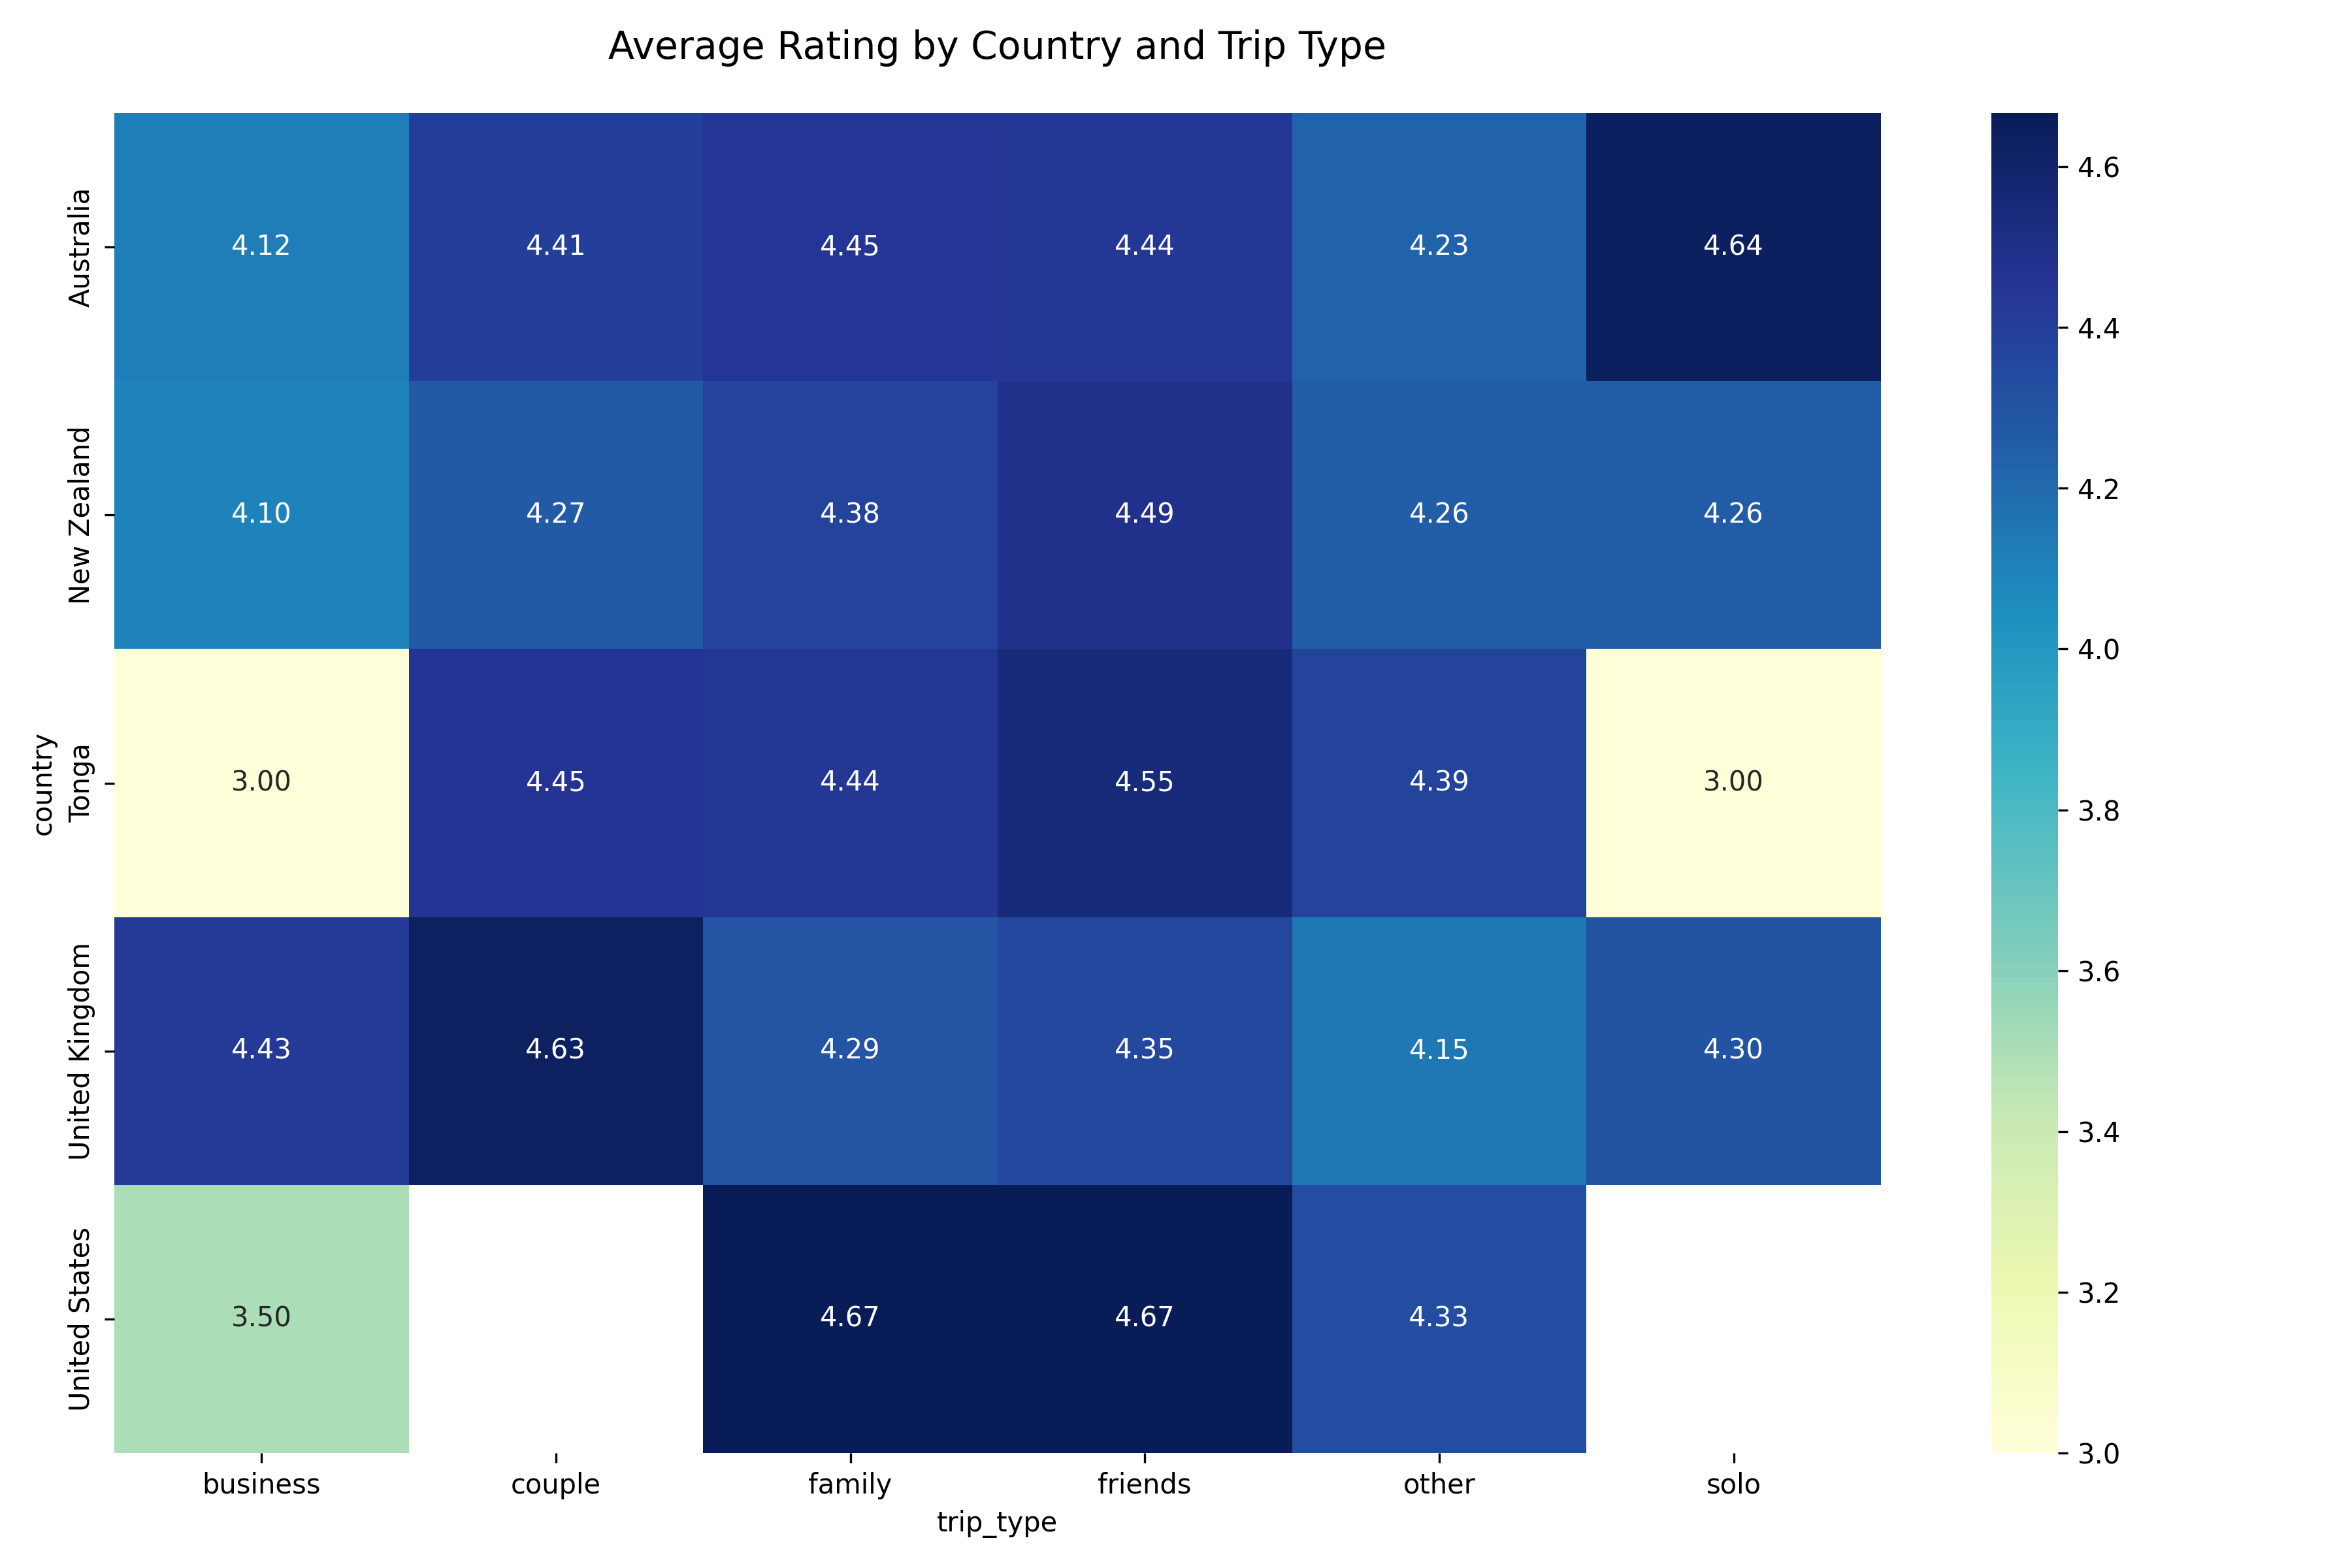 Average Rating by Country and Trip Type
country
Australia
4.12 4.41 4.45 4.44 4.23 4.64
New Zealand
4.10 4.27 4.38 4.49 4.26 4.26
Tonga
3.00 4.45 4.44 4.55 4.39 3.00
United Kingdom
4.43 4.63 4.29 4.35 4.15 4.30
United States
3.50 4.67 4.67 4.33
business couple family friends other solo
trip_type
4.6
4.4
4.2
4.0
3.8
3.6
3.4
3.2
3.0